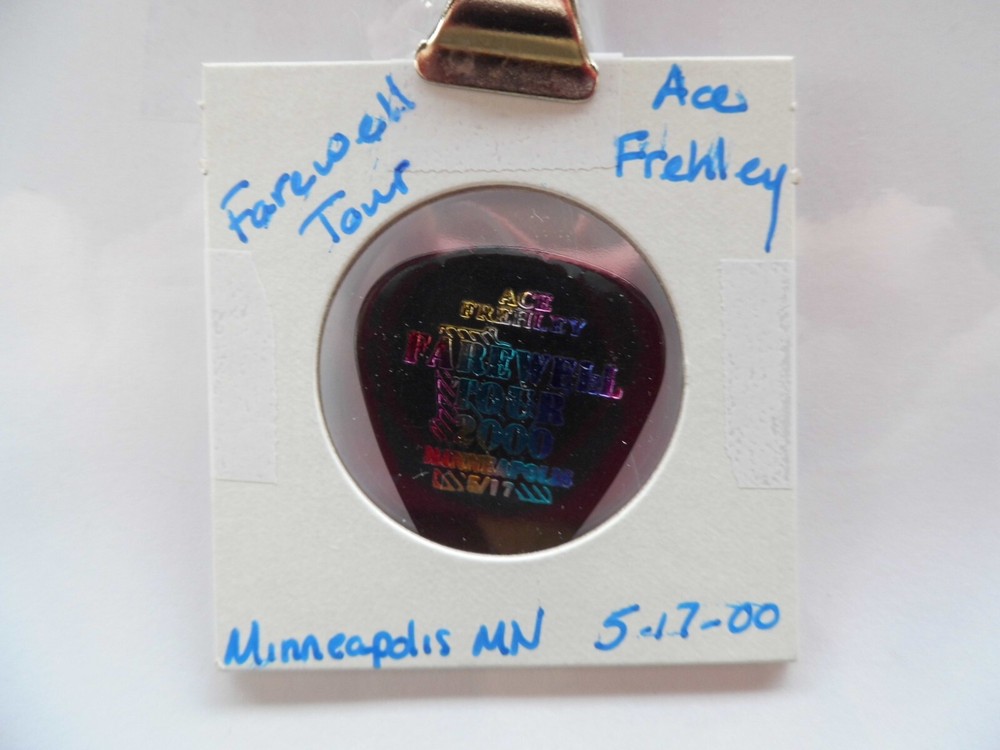 Farewell
Tour
Ace
Frehley
ACE
FREHLEY
FAREWELL
TOUR
2000
MINNEAPOLIS
5/17
Minneapolis MN 5-17-00